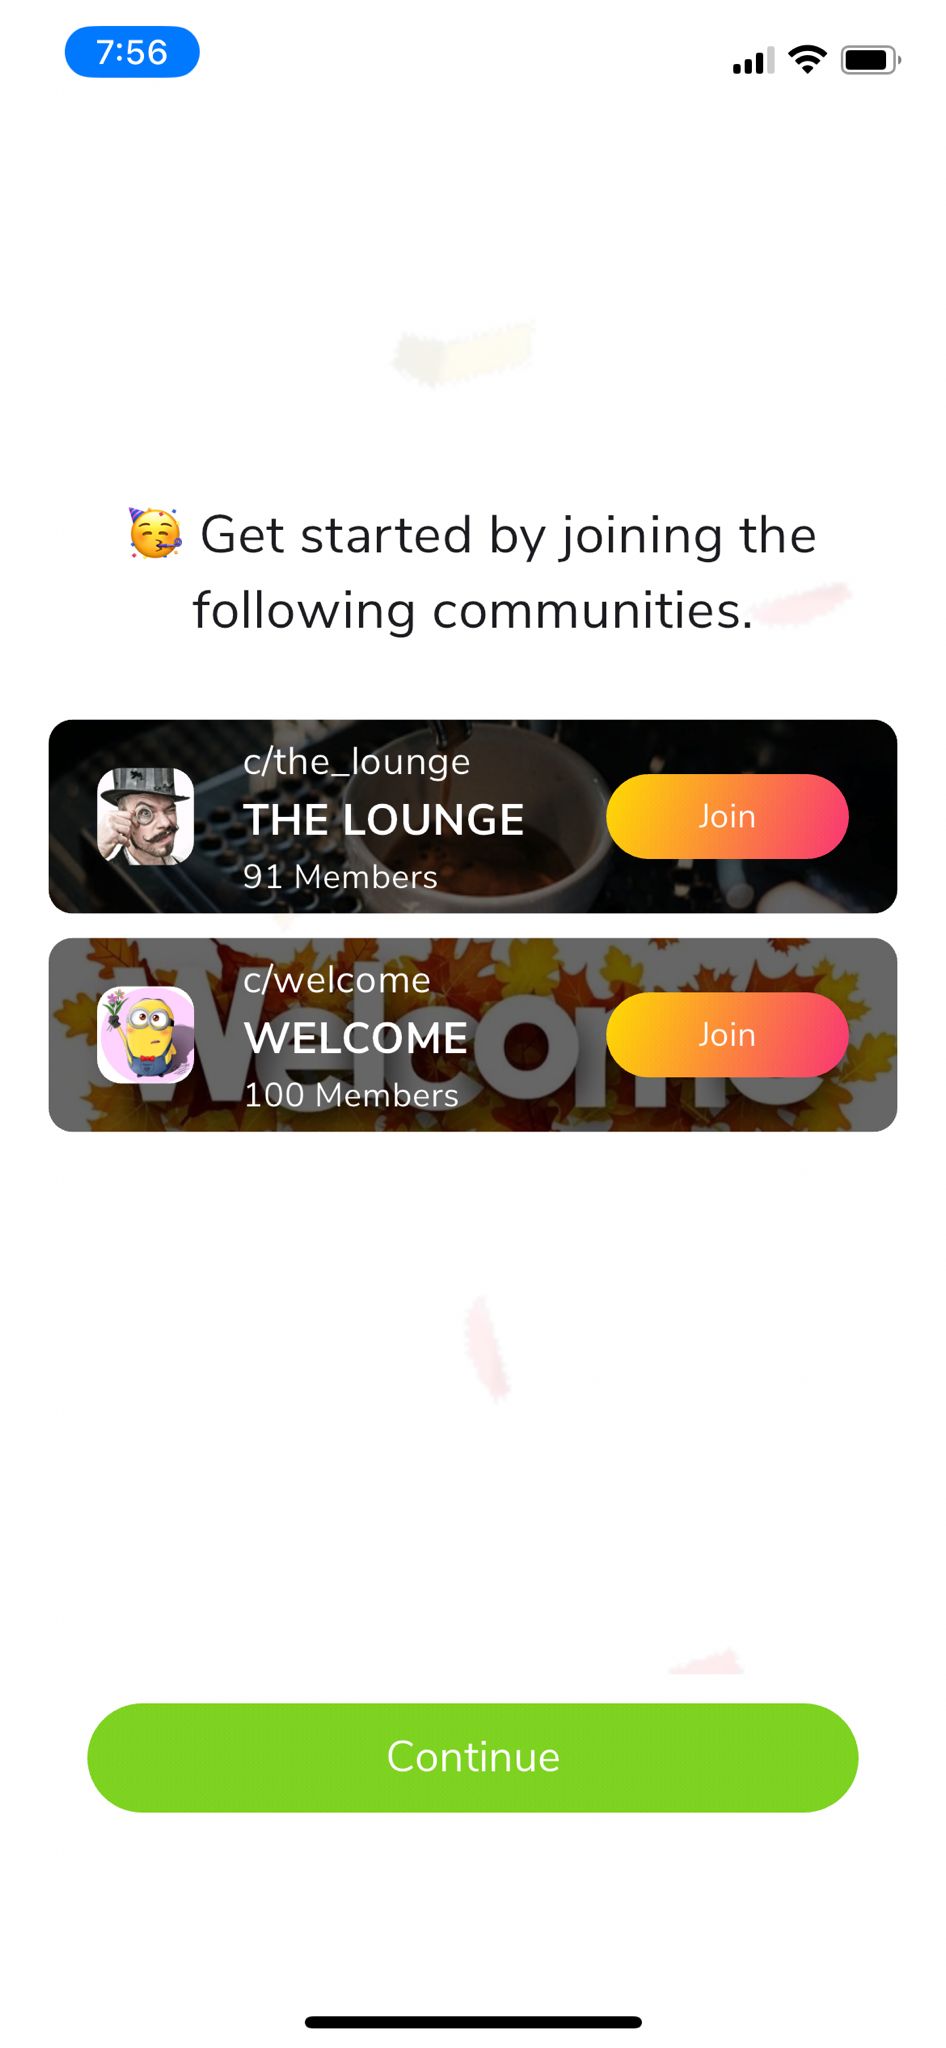 7:56
🥳 Get started by joining the
following communities.
c/the_lounge
THE LOUNGE
91 Members
Join
Welcome
c/welcome
WELCOME
100 Members
Join
Continue